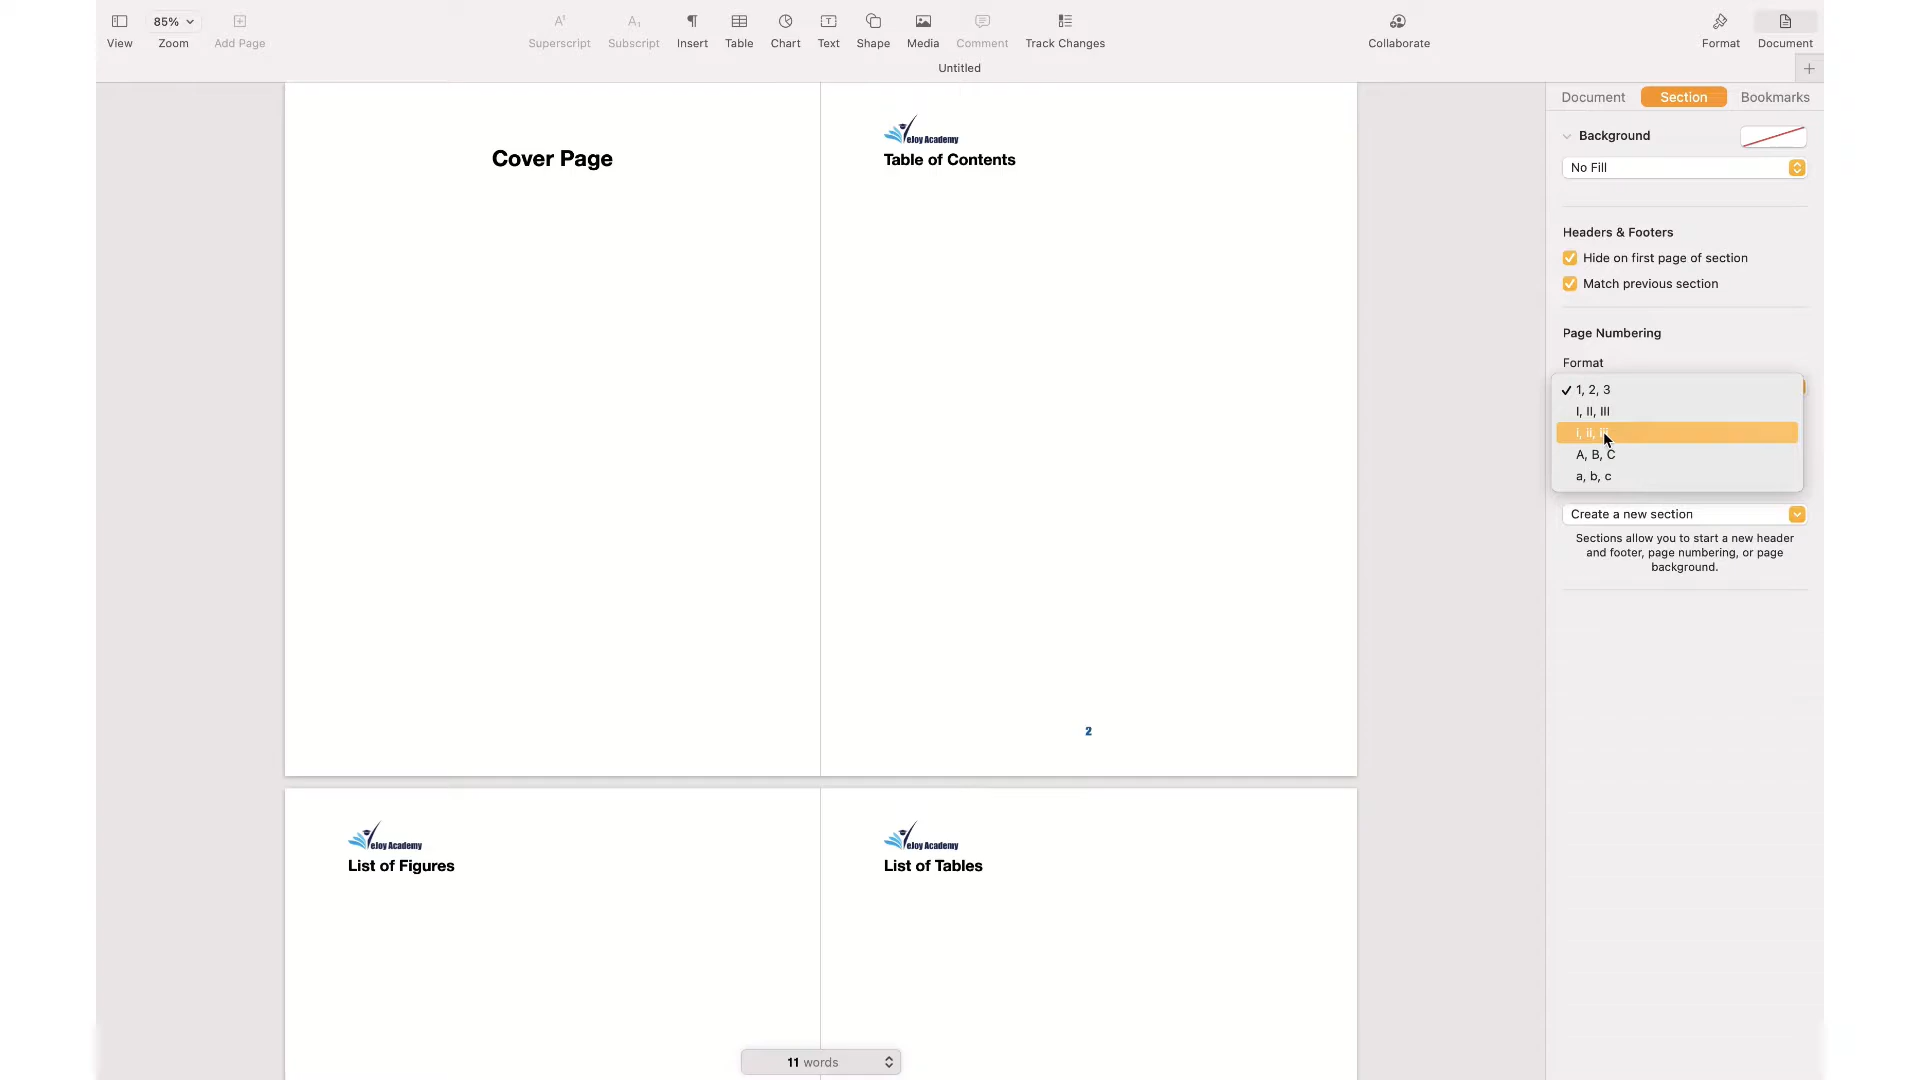 View
85%
Zoom
Add Page
Superscript
Subscript
Insert
Table
Chart
Text
Shape
Media
Comment
Track Changes
Collaborate
Format
Document
Untitled
Document
Section
Bookmarks
Background
No Fill
Headers & Footers
Hide on first page of section
Match previous section
Page Numbering
Format
1, 2, 3
I, II, III
i, ii, iii
A, B, C
a, b, c
Create a new section
Sections allow you to start a new header
and footer, page numbering, or page
background.
Cover Page
eJoy Academy
Table of Contents
2
eJoy Academy
List of Figures
eJoy Academy
List of Tables
11 words